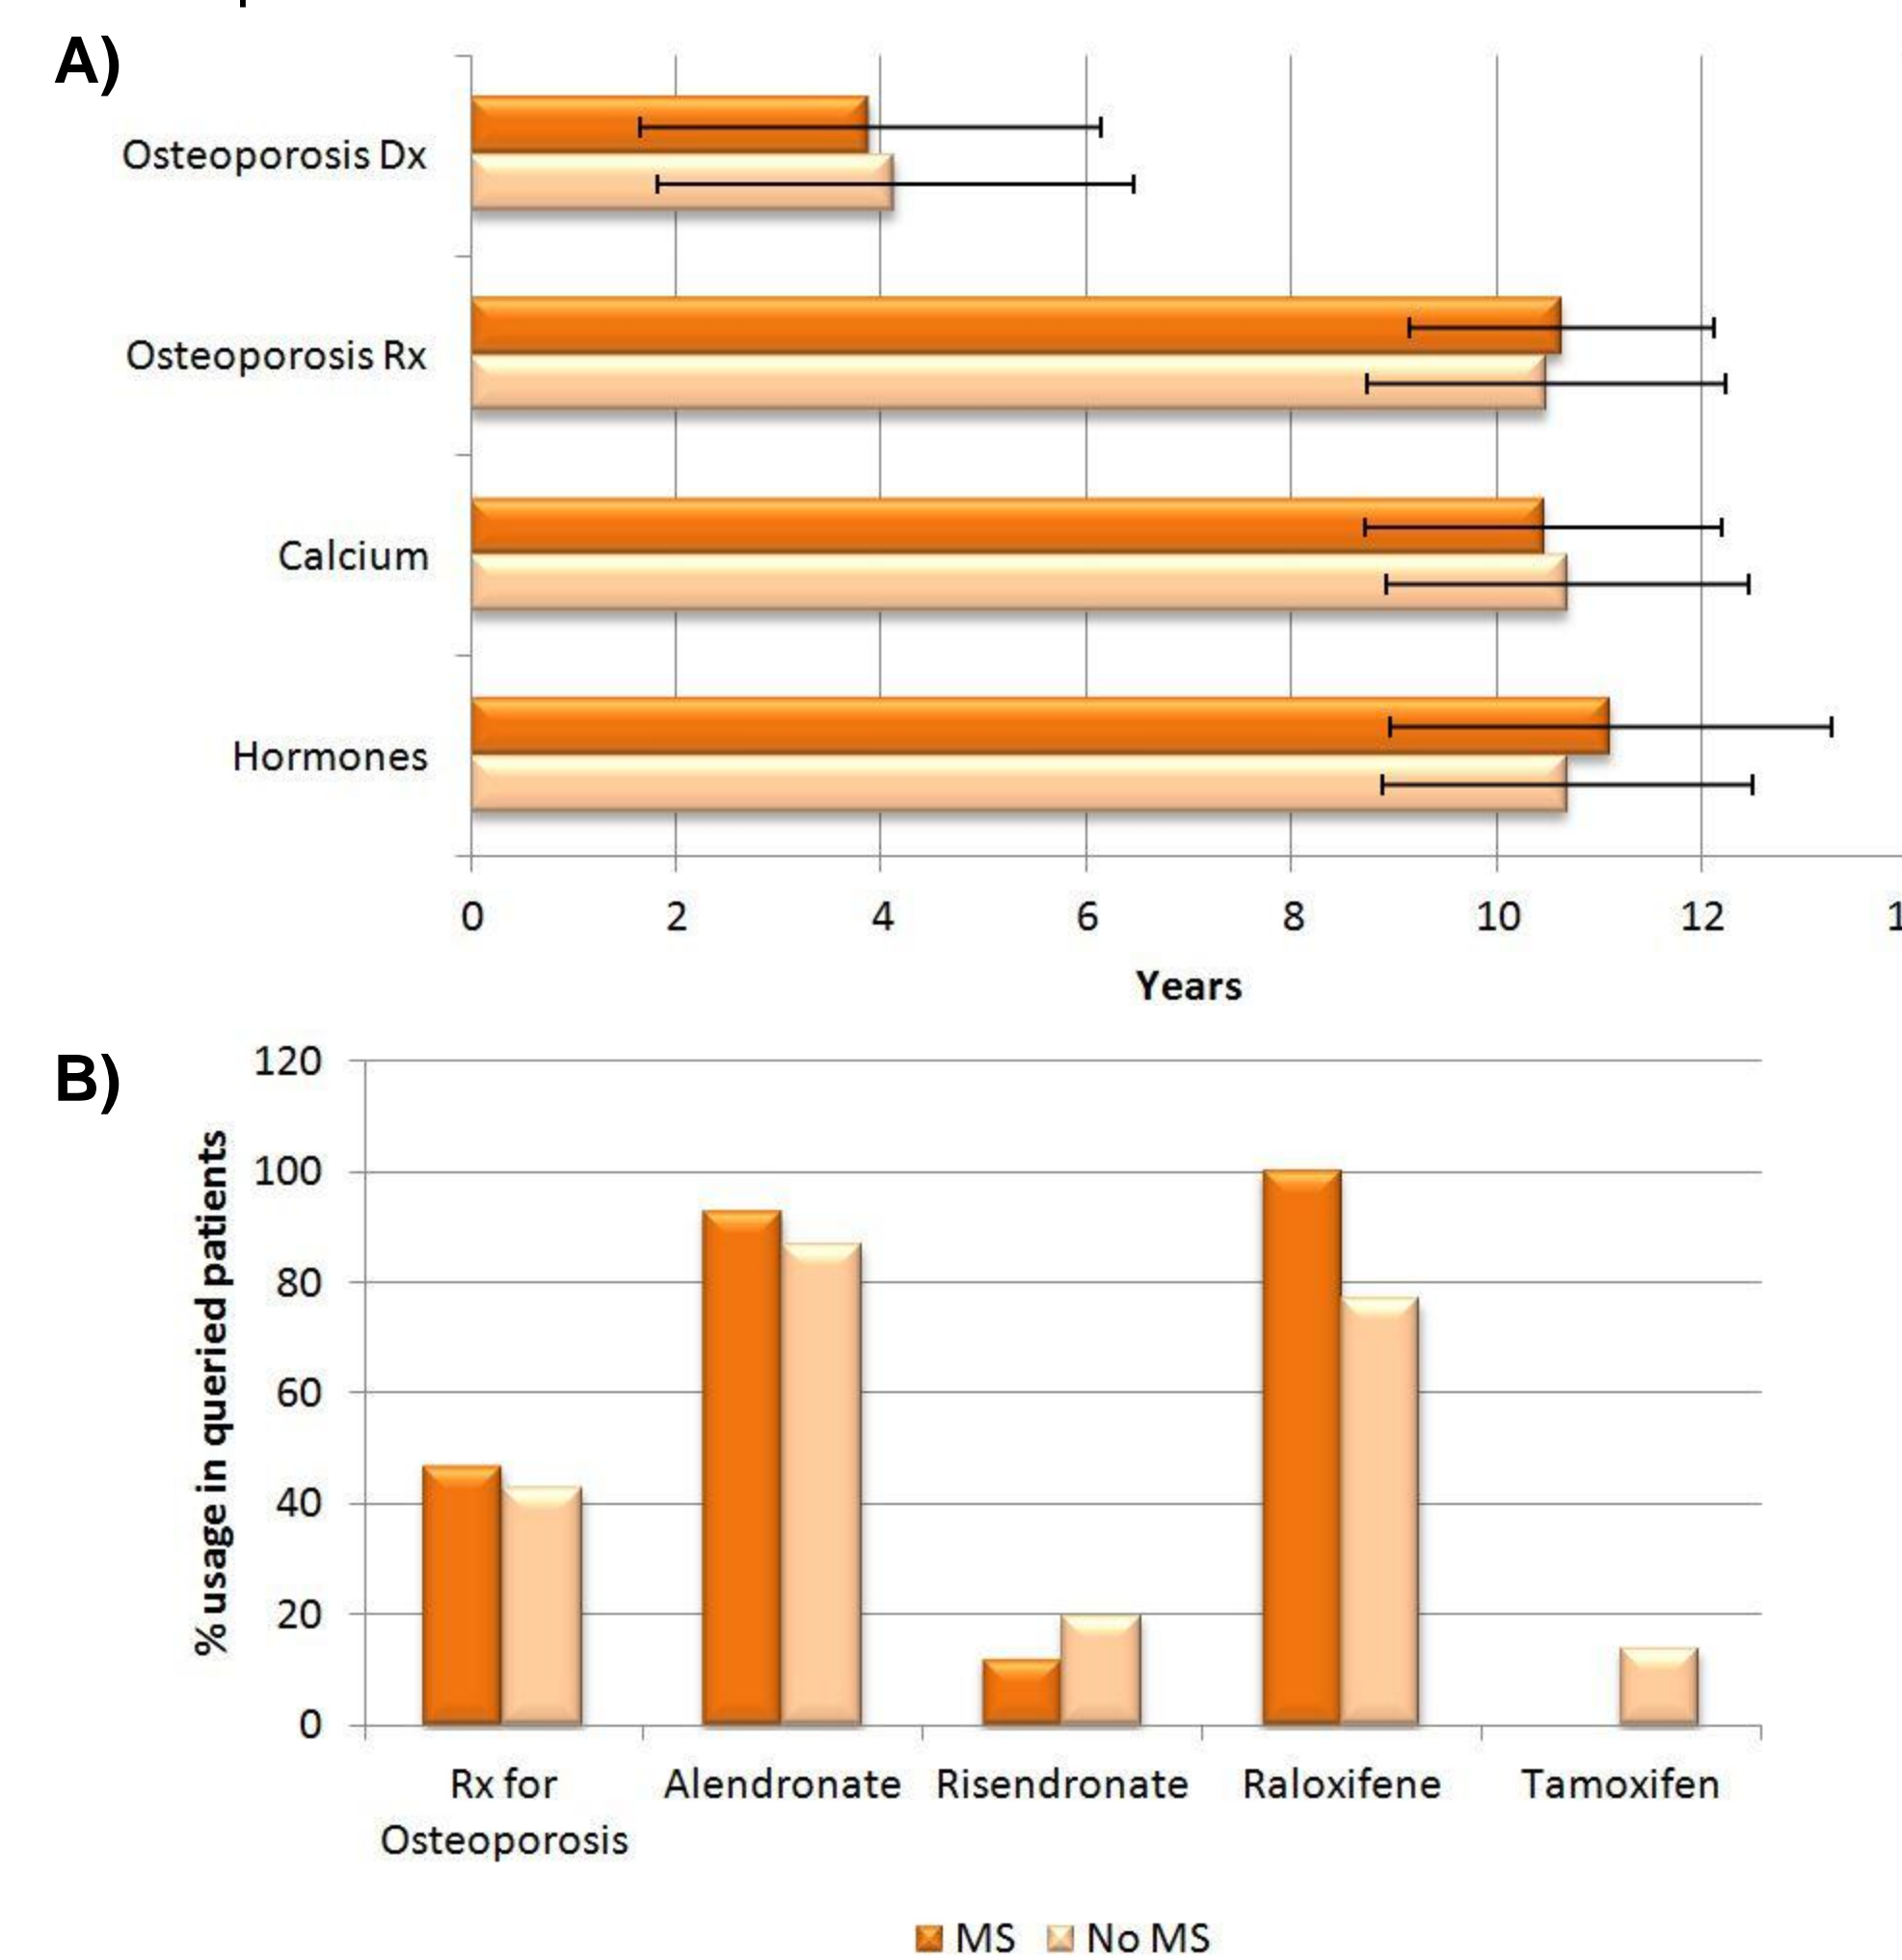 A)
Osteoporosis Dx
Osteoporosis Rx
Calcium
Hormones
0 2 4 6 8 10 12 1
Years
B)
% usage in queried patients
120
100
80
60
40
20
0
Rx for Osteoporosis
Alendronate
Risendronate
Raloxifene
Tamoxifen
MS No MS